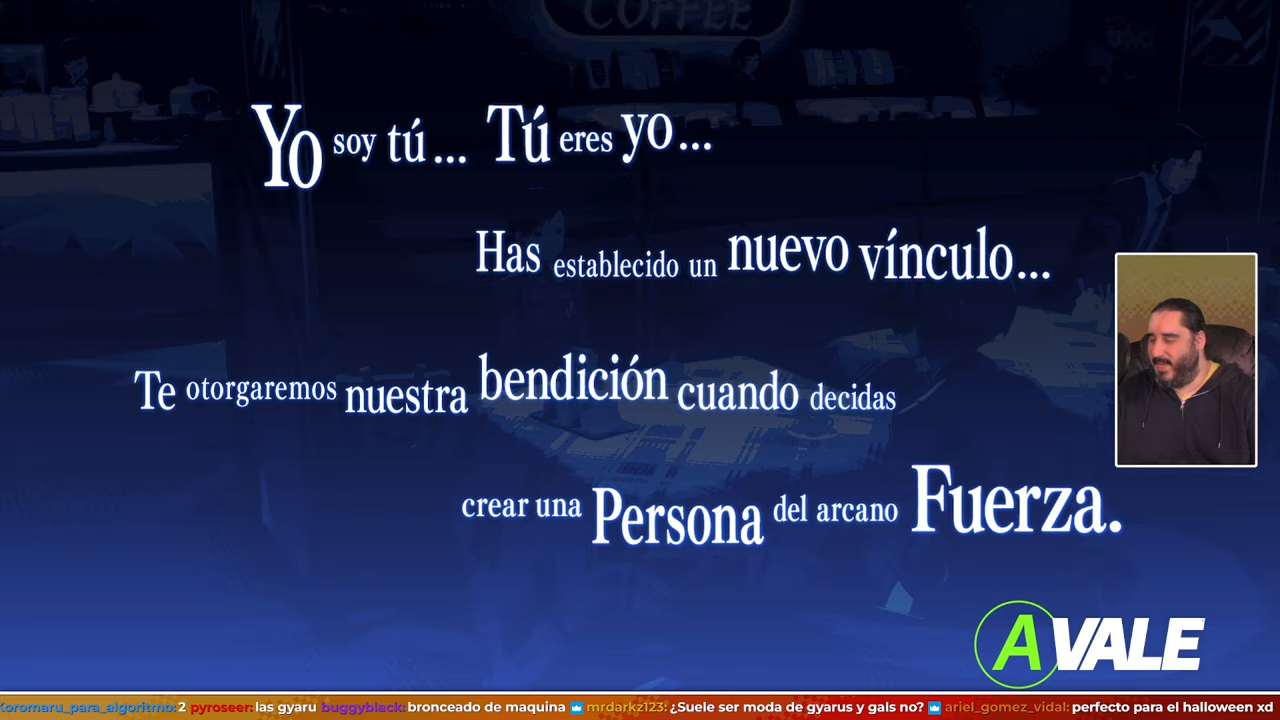 COFFEE
Yo soy tú... Tú eres yo...
Has establecido un nuevo vínculo...
Te otorgaremos nuestra bendición cuando decidas
crear una Persona del arcano Fuerza.
A VALE
Koromaru_para_algoritmo: 2 pyroseer: las gyaru buggyblack: bronceado de maquina mrdarkz123: ¿Suele ser moda de gyarus y gals no? ariel_gomez_vidal: perfecto para el halloween xd